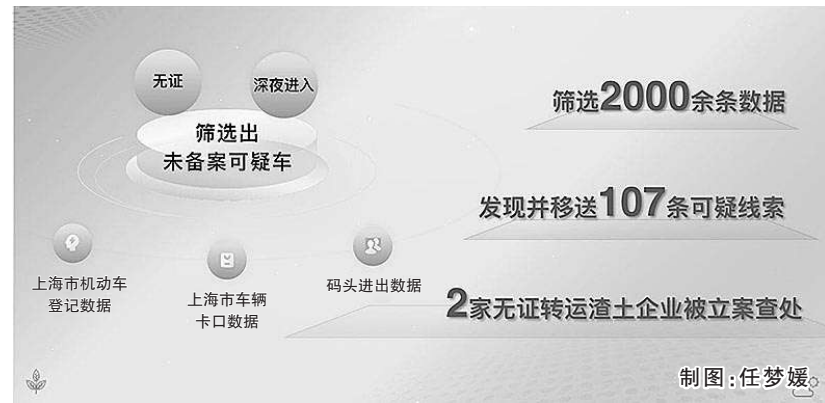 无证
深夜进入
筛选出
未备案可疑车
上海市机动车
登记数据
上海市车辆
卡口数据
码头进出数据
筛选2000余条数据
发现并移送107条可疑线索
2家无证转运渣土企业被立案查处
制图:任梦媛